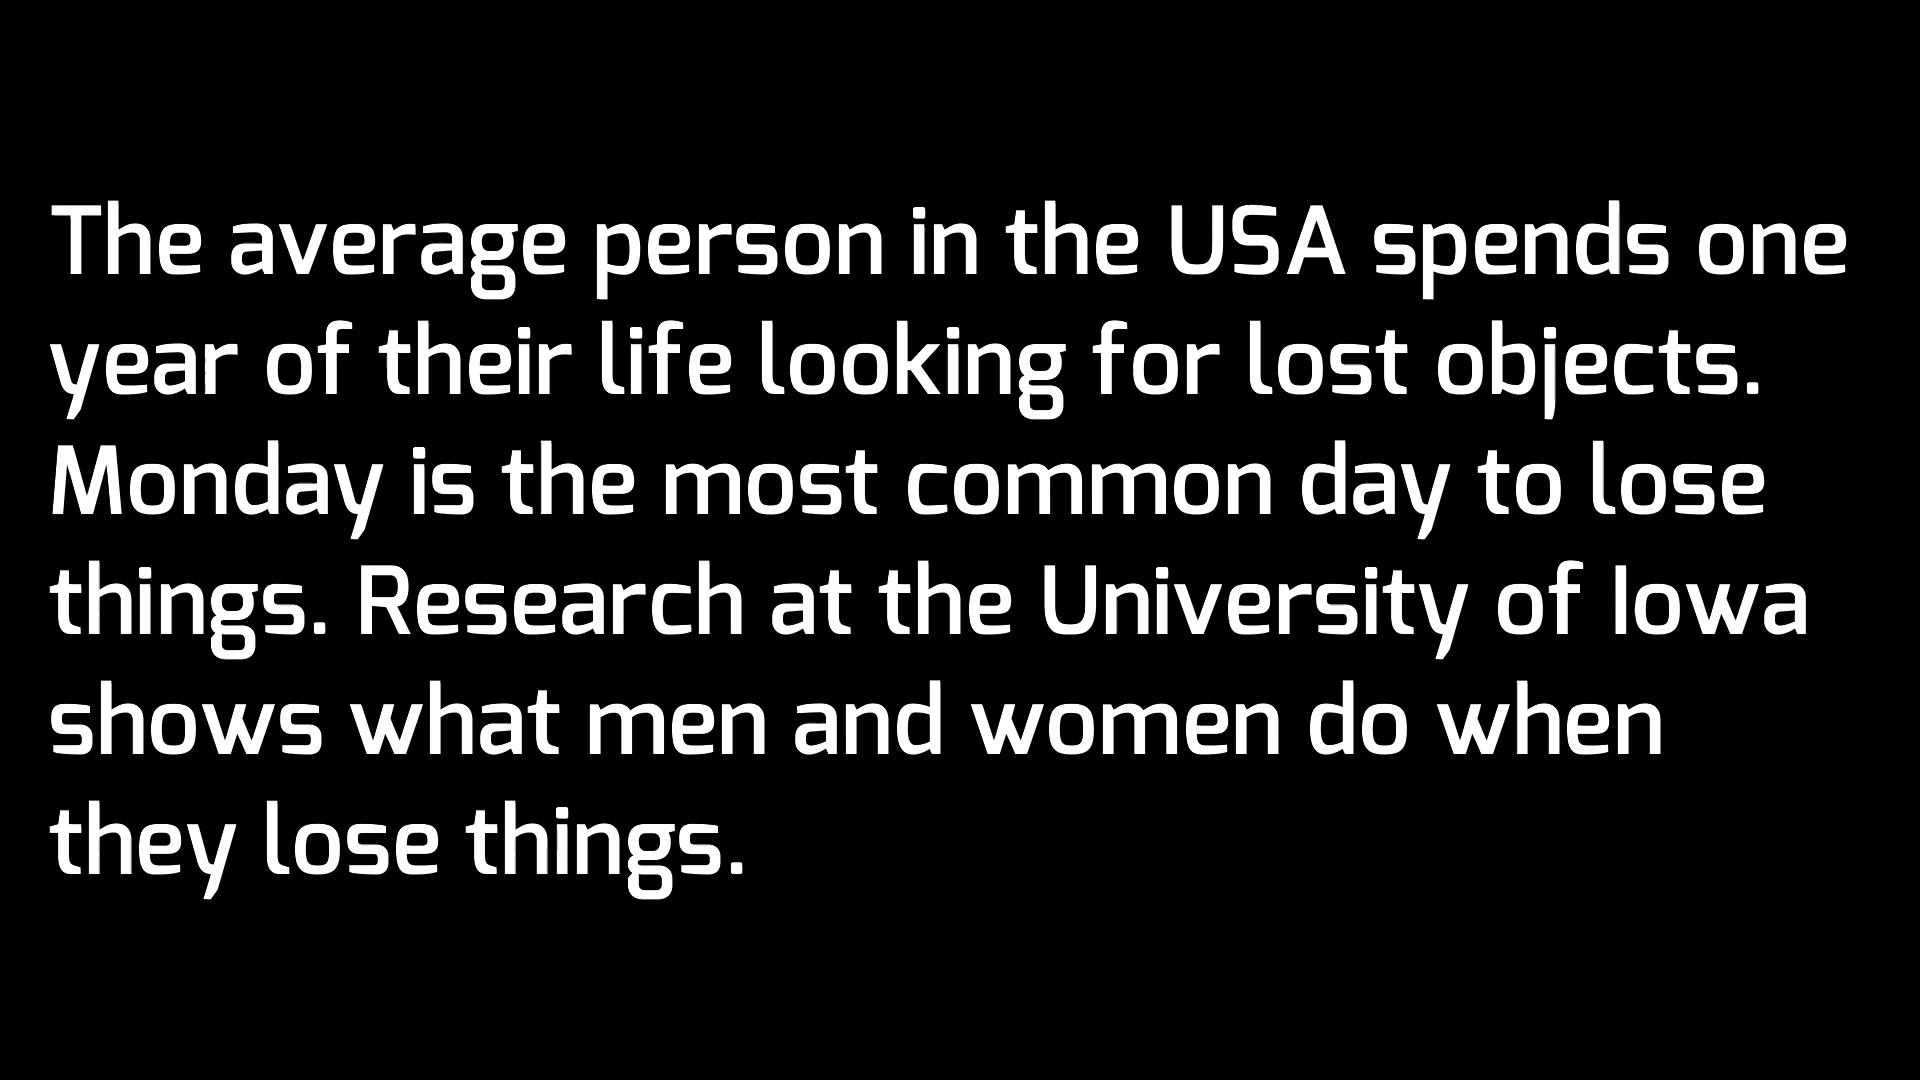 The average person in the USA spends one
year of their life looking for lost objects.
Monday is the most common day to lose
things. Research at the University of Iowa
shows what men and women do when
they lose things.